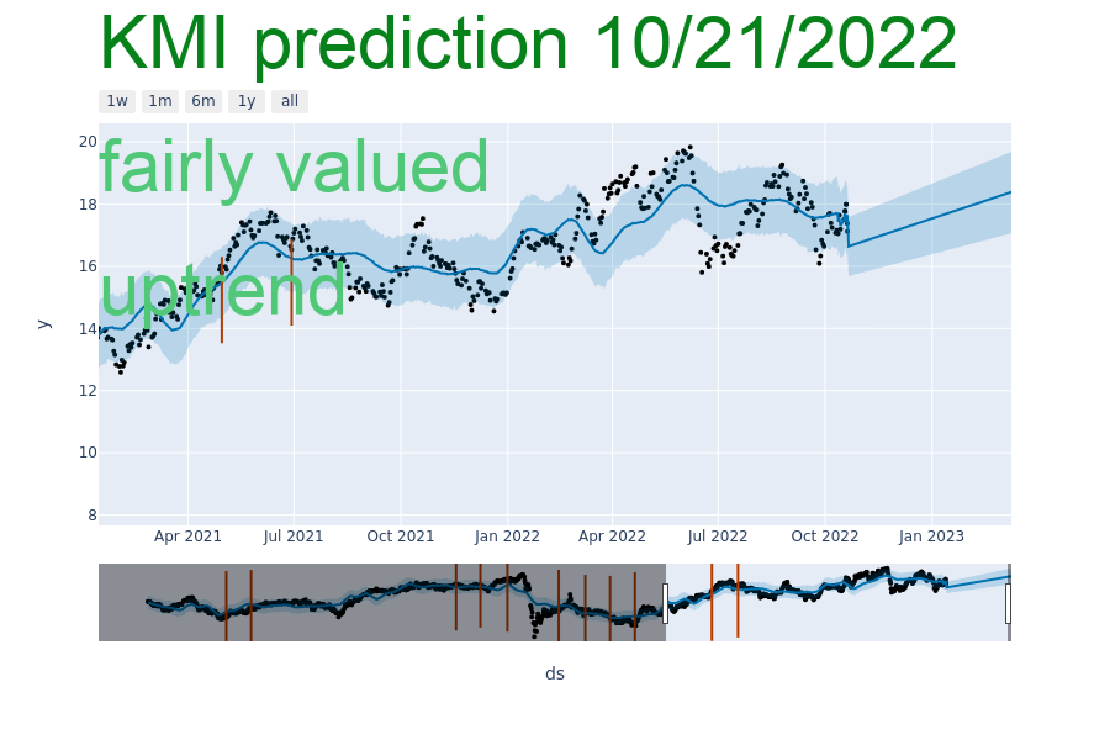 KMI prediction 10/21/2022
1w 1m 6m 1y all
fairly valued
uptrend
20
18
16
14
12
10
8
y
Apr 2021 Jul 2021 Oct 2021 Jan 2022 Apr 2022 Jul 2022 Oct 2022 Jan 2023
ds